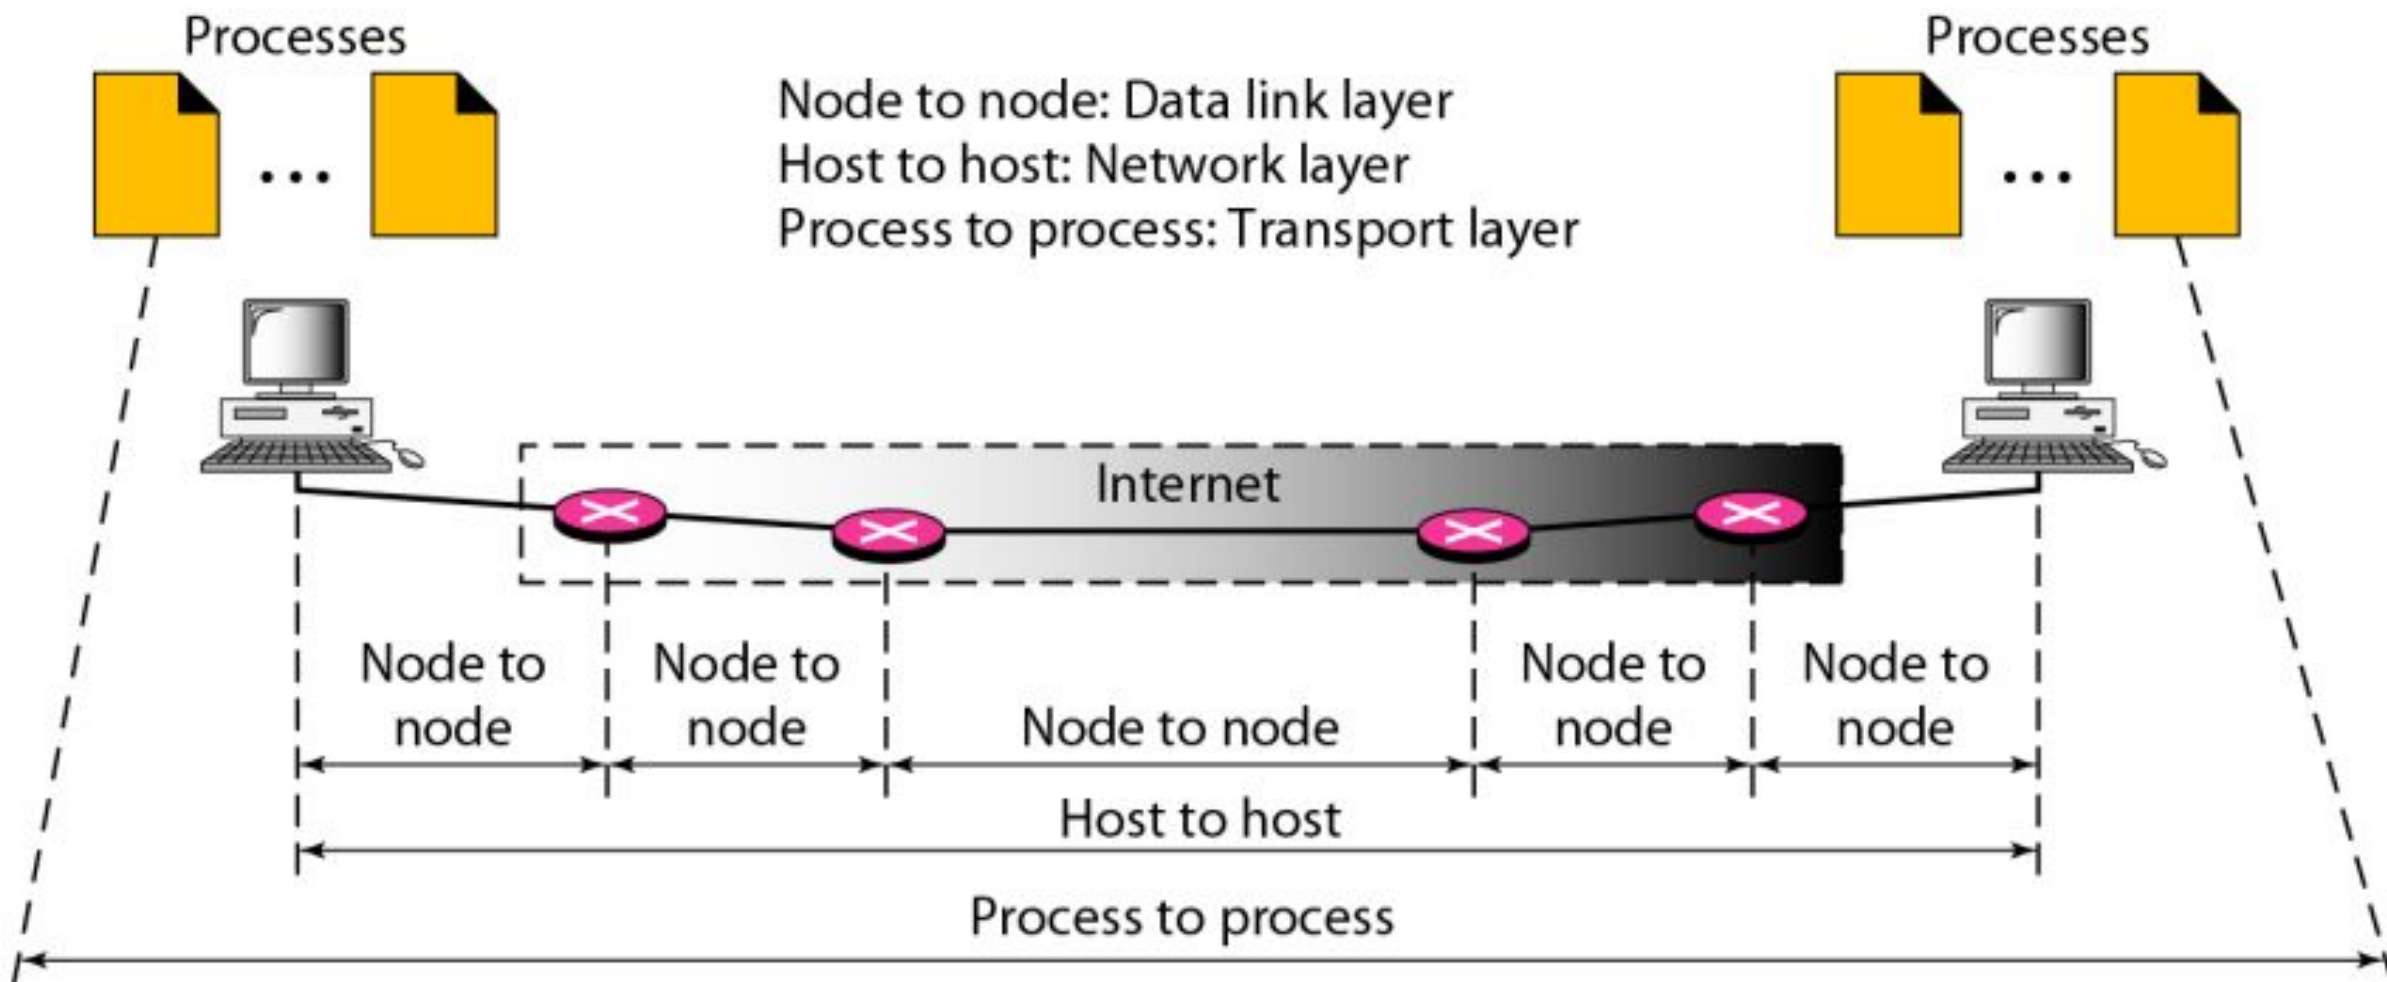 Processes
Processes
Node to node: Data link layer
Host to host: Network layer
Process to process: Transport layer
Internet
Node to
node
Node to
node
Node to node
Node to
node
Node to
node
Host to host
Process to process